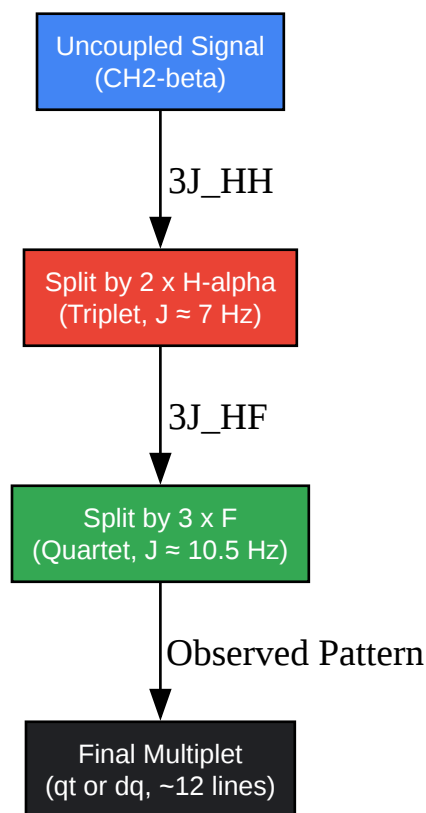 Uncoupled Signal
(CH2-beta)
3J_HH
Split by 2 x H-alpha
(Triplet, J ≈ 7 Hz)
3J_HF
Split by 3 x F
(Quartet, J ≈ 10.5 Hz)
Observed Pattern
Final Multiplet
(qt or dq, ~12 lines)